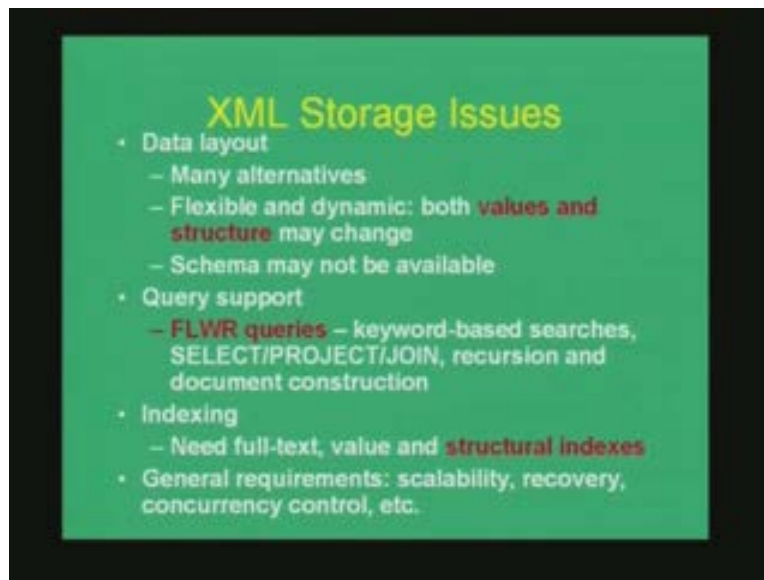 XML Storage Issues
• Data layout
– Many alternatives
– Flexible and dynamic: both values and
structure may change
– Schema may not be available
• Query support
– FLWR queries – keyword-based searches,
SELECT/PROJECT/JOIN, recursion and
document construction
• Indexing
– Need full-text, value and structural indexes
• General requirements: scalability, recovery,
concurrency control, etc.